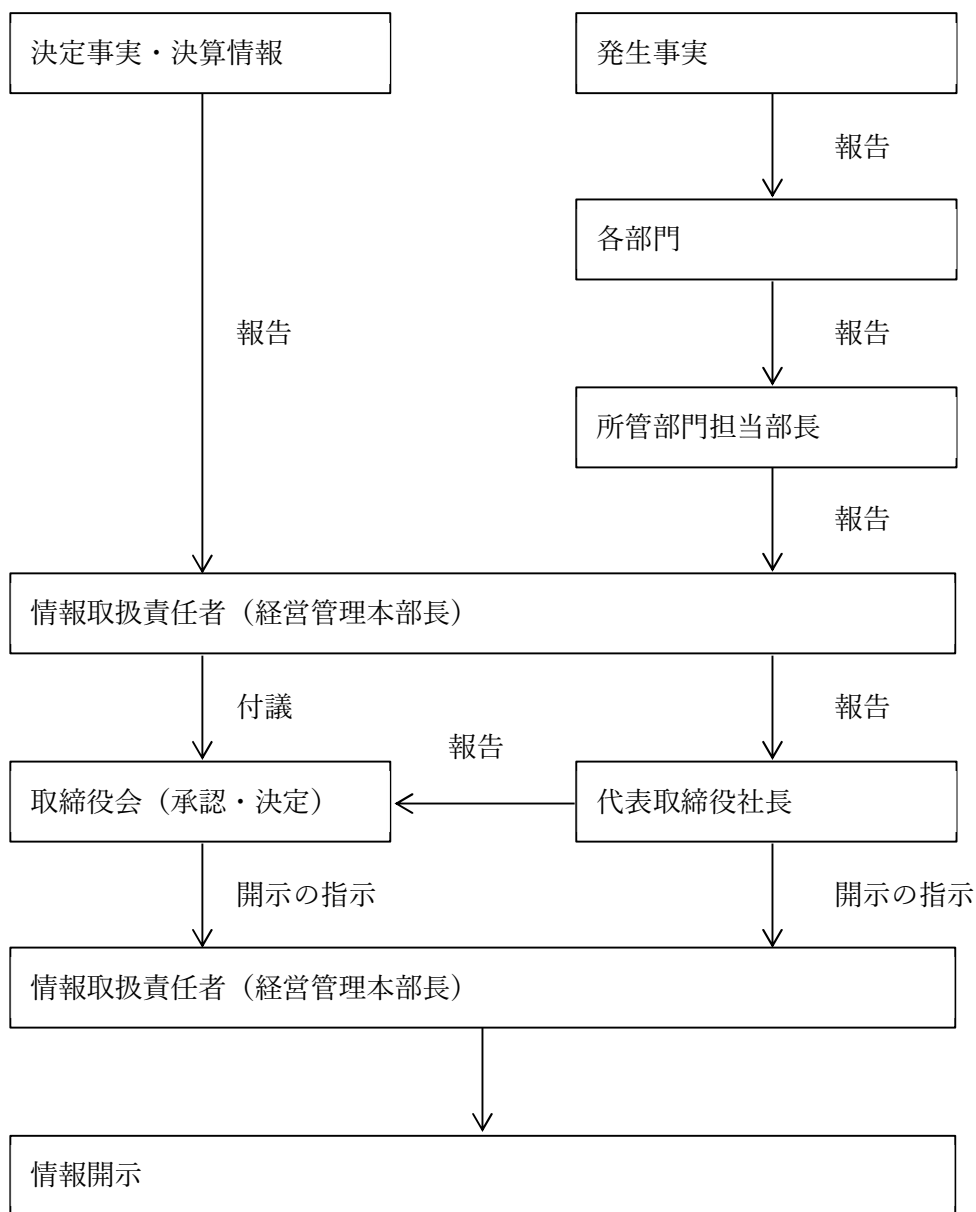 決定事実・決算情報
発生事実
報告
各部門
報告
報告
所管部門担当部長
報告
情報取扱責任者（経営管理本部長）
付議
報告
報告
取締役会（承認・決定）
代表取締役社長
開示の指示
開示の指示
情報取扱責任者（経営管理本部長）
情報開示